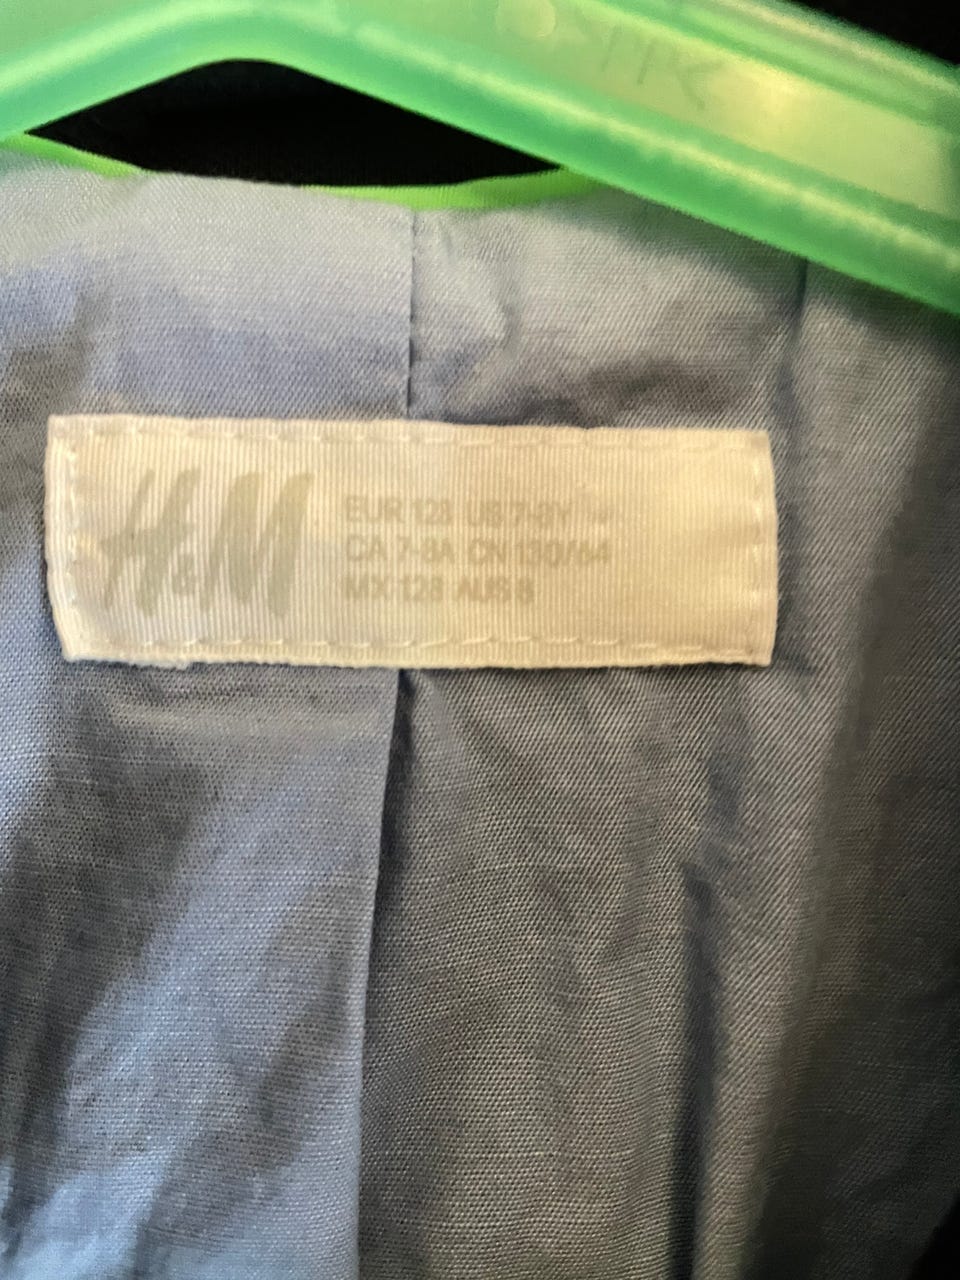 H&M
EUR 128 US 7-8Y
CA 7-8A CN 130/64
MX 128 AUS 8